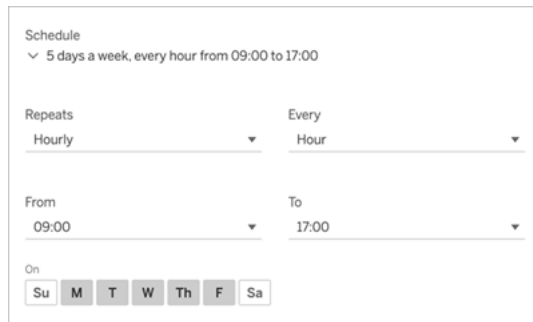 Schedule
5 days a week, every hour from 09:00 to 17:00
Repeats Every
Hourly Hour
From To
09:00 17:00
On
Su M T W Th F Sa